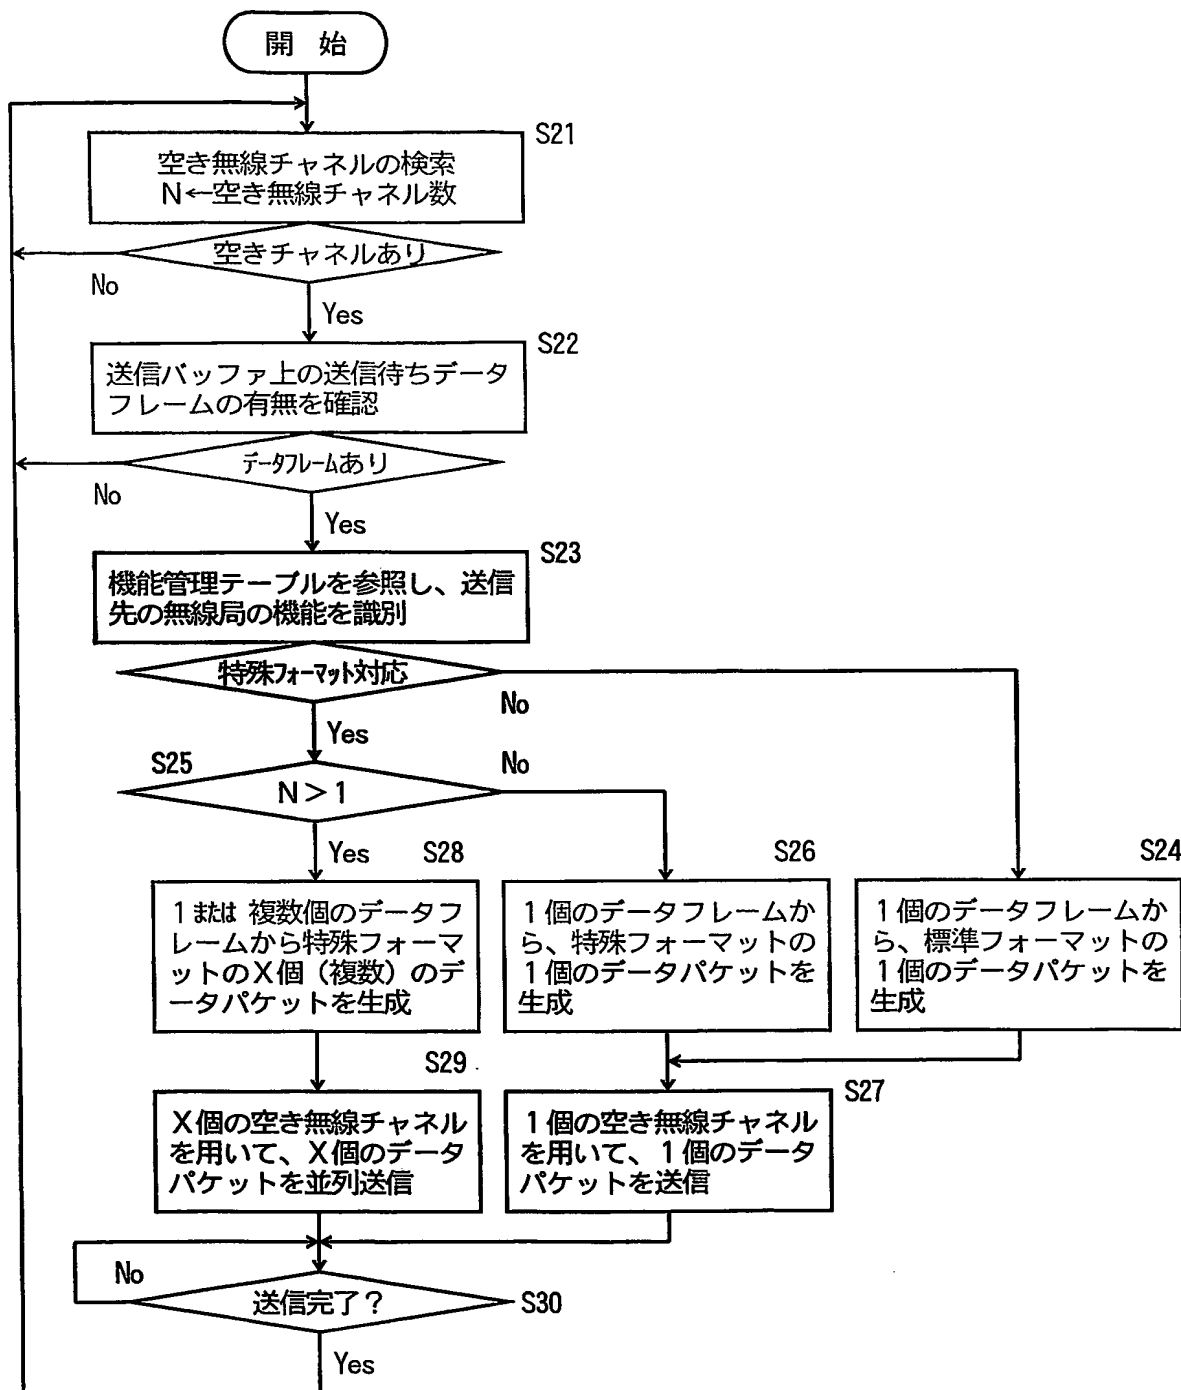 開 始
S21
空き無線チャネルの検索
N←空き無線チャネル数
空きチャネルあり
No
Yes
S22
送信バッファ上の送信待ちデータ
フレームの有無を確認
データフレームあり
No
Yes
S23
機能管理テーブルを参照し、送信
先の無線局の機能を識別
特殊フォーマット対応
No
Yes
S25
No
N>1
Yes
S28
S26
S24
1または 複数個のデータフ
レームから特殊フォーマ
ットのX個（複数）のデ
ータパケットを生成
1個のデータフレームか
ら、特殊フォーマットの
1個のデータパケットを
生成
1個のデータフレームか
ら、標準フォーマットの
1個のデータパケットを
生成
S29
X個の空き無線チャネル
を用いて、X個のデータ
パケットを並列送信
S27
1個の空き無線チャネル
を用いて、1個のデータ
パケットを送信
No
送信完了？
S30
Yes